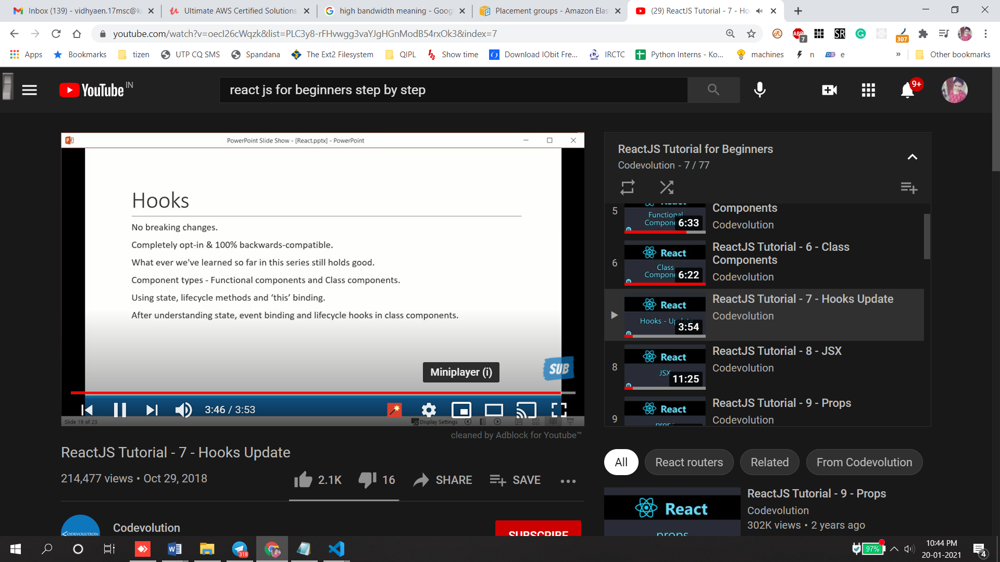 Inbox (139) - vidhyaen.17msc@k
Ultimate AWS Certified Solutions
high bandwidth meaning - Goog
Placement groups - Amazon Elas
(29) ReactJS Tutorial - 7 - Ho
youtube.com/watch?v=oecl26cWqzk&list=PLC3y8-rFHvwgg3vaYJgHGnModB54rxOk3&index=7
ABP
7
SR
307
Apps
Bookmarks
tizen
UTP CQ SMS
Spandana
The Ext2 Filesystem
QIPL
Show time
Download IObit Fre...
IRCTC
Python Interns - Ko...
machines
n
e
»
Other bookmarks
YouTube IN
react js for beginners step by step
9+
PowerPoint Slide Show - [React.pptx] - PowerPoint
Hooks
No breaking changes.
Completely opt-in & 100% backwards-compatible.
What ever we've learned so far in this series still holds good.
Component types - Functional components and Class components.
Using state, lifecycle methods and ‘this’ binding.
After understanding state, event binding and lifecycle hooks in class components.
SUB
Miniplayer (i)
3:46 / 3:53
Slide 19 of 23
Display Settings
cleaned by Adblock for Youtube™
ReactJS Tutorial - 7 - Hooks Update
214,477 views • Oct 29, 2018
2.1K
16
SHARE
SAVE
Codevolution
CODEVOLUTION
SUBSCRIBE
ReactJS Tutorial for Beginners
Codevolution - 7 / 77
5
Functional
Compone
6:33
Components
Codevolution
6
React
Class
Compone
6:22
ReactJS Tutorial - 6 - Class
Components
Codevolution
React
Hooks - Update
3:54
ReactJS Tutorial - 7 - Hooks Update
Codevolution
8
React
JSX
11:25
ReactJS Tutorial - 8 - JSX
Codevolution
9
React
props
ReactJS Tutorial - 9 - Props
Codevolution
All
React routers
Related
From Codevolution
React
props
ReactJS Tutorial - 9 - Props
Codevolution
302K views • 2 years ago
318
97%
10:44 PM
20-01-2021
4